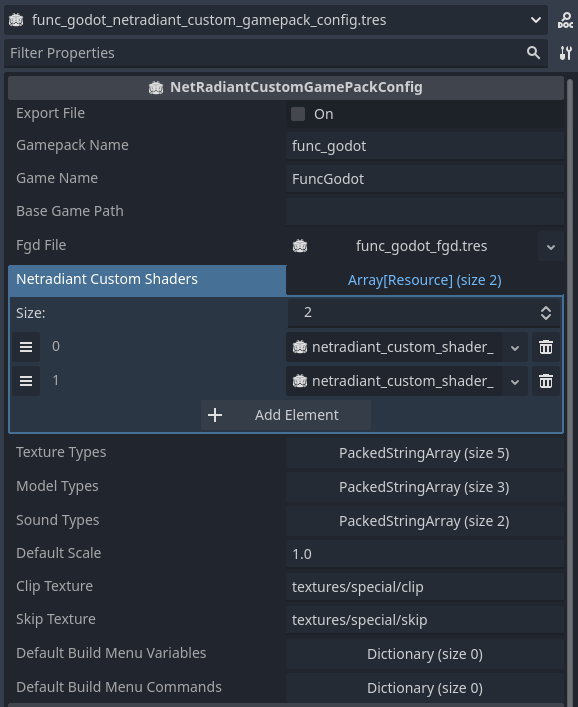 func_godot_netradiant_custom_gamepack_config.tres
DOC
Filter Properties
NetRadiantCustomGamePackConfig
Export File On
Gamepack Name func_godot
Game Name FuncGodot
Base Game Path
Fgd File func_godot_fgd.tres
Netradiant Custom Shaders Array[Resource] (size 2)
Size: 2
0 netradiant_custom_shader_
1 netradiant_custom_shader_
Add Element
Texture Types PackedStringArray (size 5)
Model Types PackedStringArray (size 3)
Sound Types PackedStringArray (size 2)
Default Scale 1.0
Clip Texture textures/special/clip
Skip Texture textures/special/skip
Default Build Menu Variables Dictionary (size 0)
Default Build Menu Commands Dictionary (size 0)